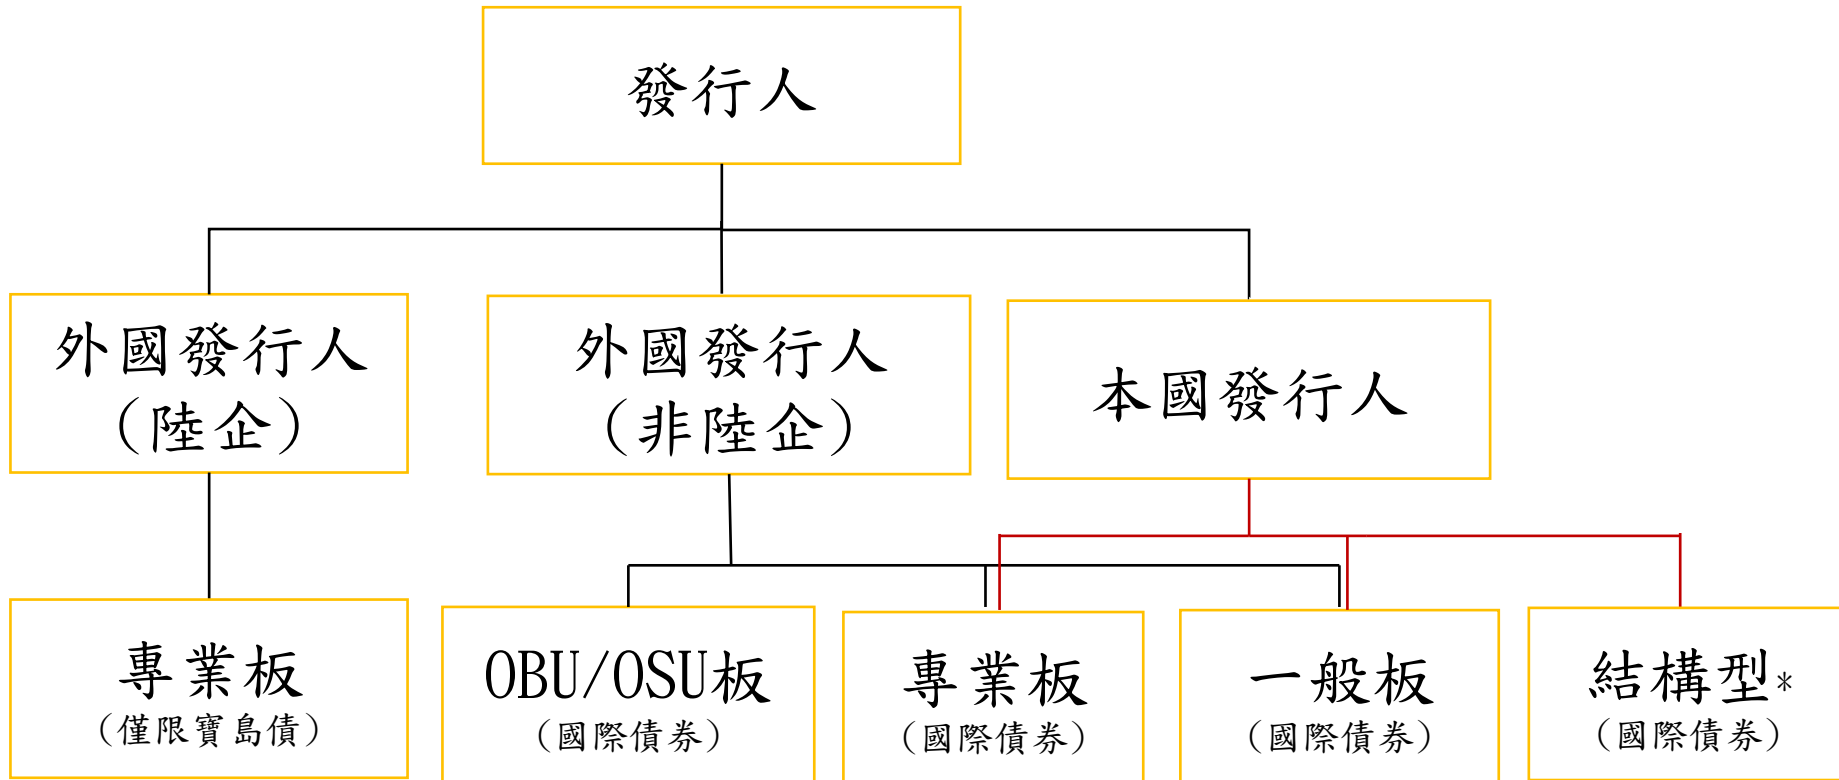 發行人
外國發行人
(陸企)
外國發行人
(非陸企)
本國發行人
專業板
(僅限寶島債)
OBU/OSU板
(國際債券)
專業板
(國際債券)
一般板
(國際債券)
結構型*
(國際債券)